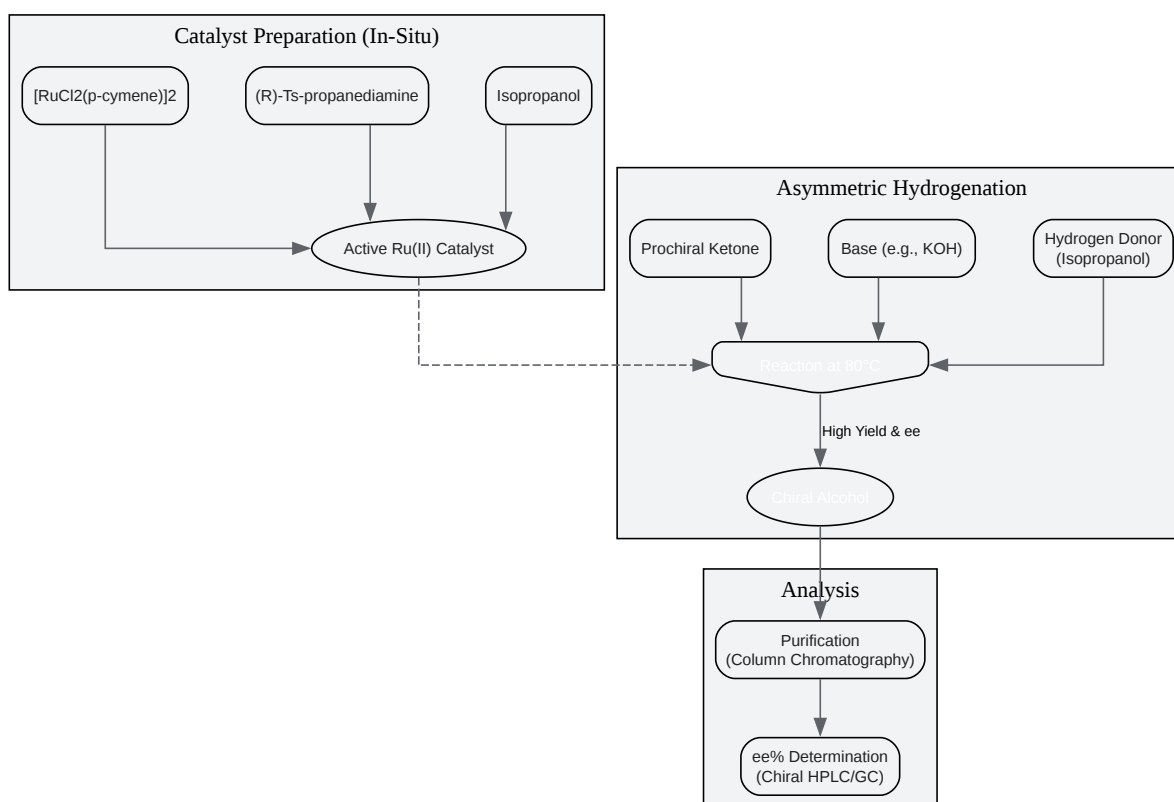 Catalyst Preparation (In-Situ)
[RuCl2(p-cymene)]2
(R)-Ts-propanediamine
Isopropanol
Active Ru(II) Catalyst
Asymmetric Hydrogenation
Prochiral Ketone
Base (e.g., KOH)
Hydrogen Donor
(Isopropanol)
Reaction at 80°C
High Yield & ee
Chiral Alcohol
Analysis
Purification
(Column Chromatography)
ee% Determination
(Chiral HPLC/GC)